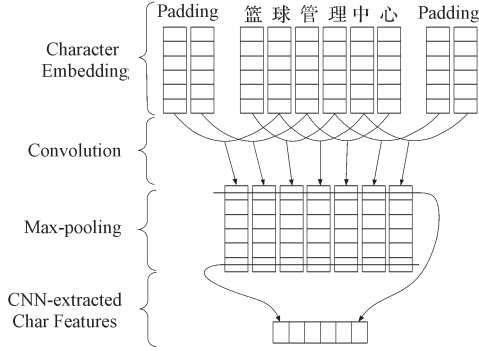 Padding 篮球管理中心 Padding
Character
Embedding
Convolution
Max-pooling
CNN-extracted
Char Features